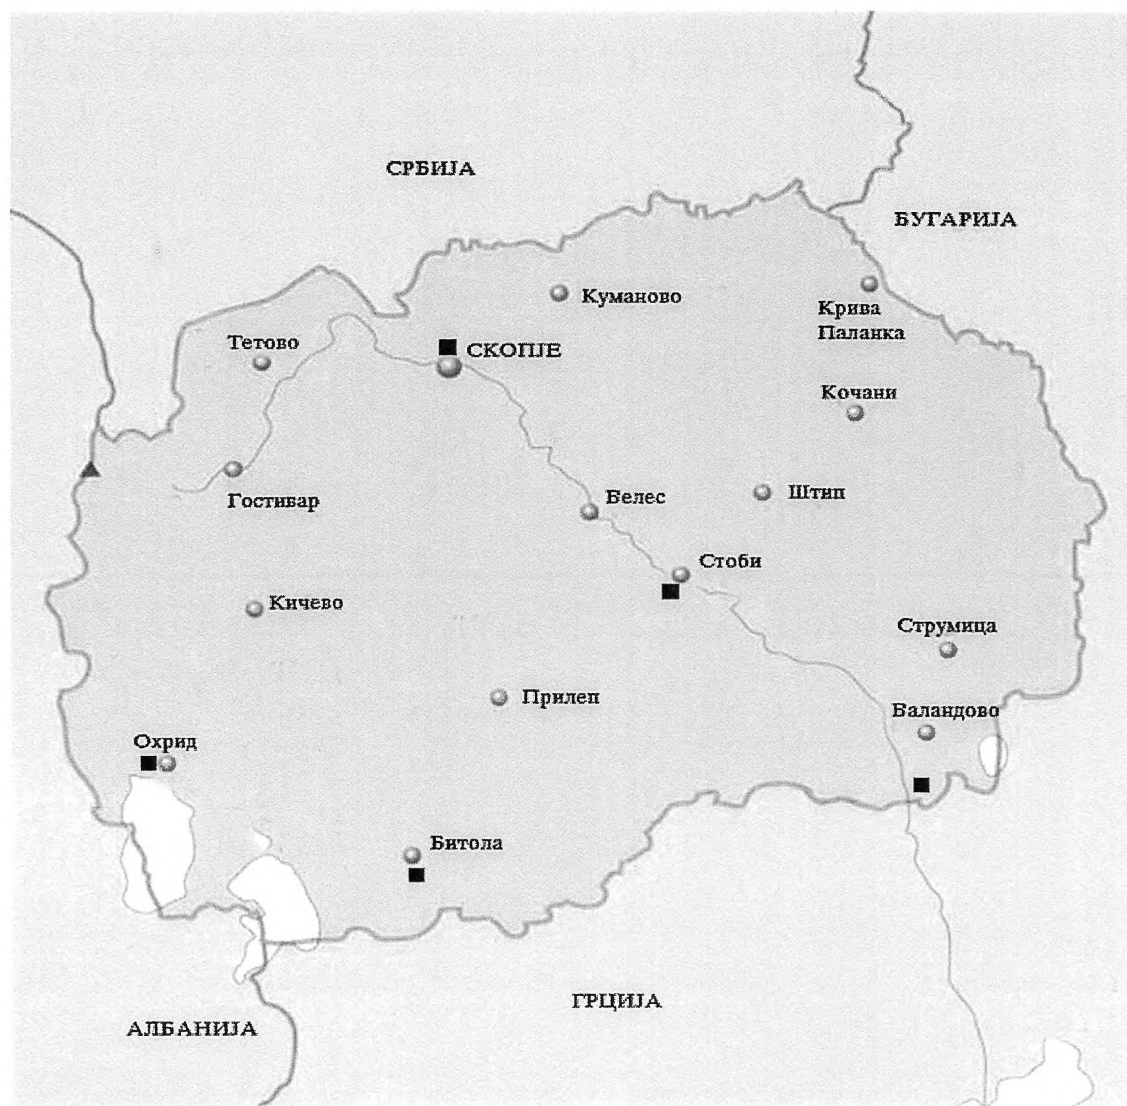 СРБИЈА
БУГАРИЈА
Куманово
Крива
Паланка
Тетово
СКОПЈЕ
Кочани
Гостивар
Велес
Штип
Стоби
Кичево
Струмица
Прилеп
Валандово
Охрид
Битола
ГРЦИЈА
АЛБАНИЈА